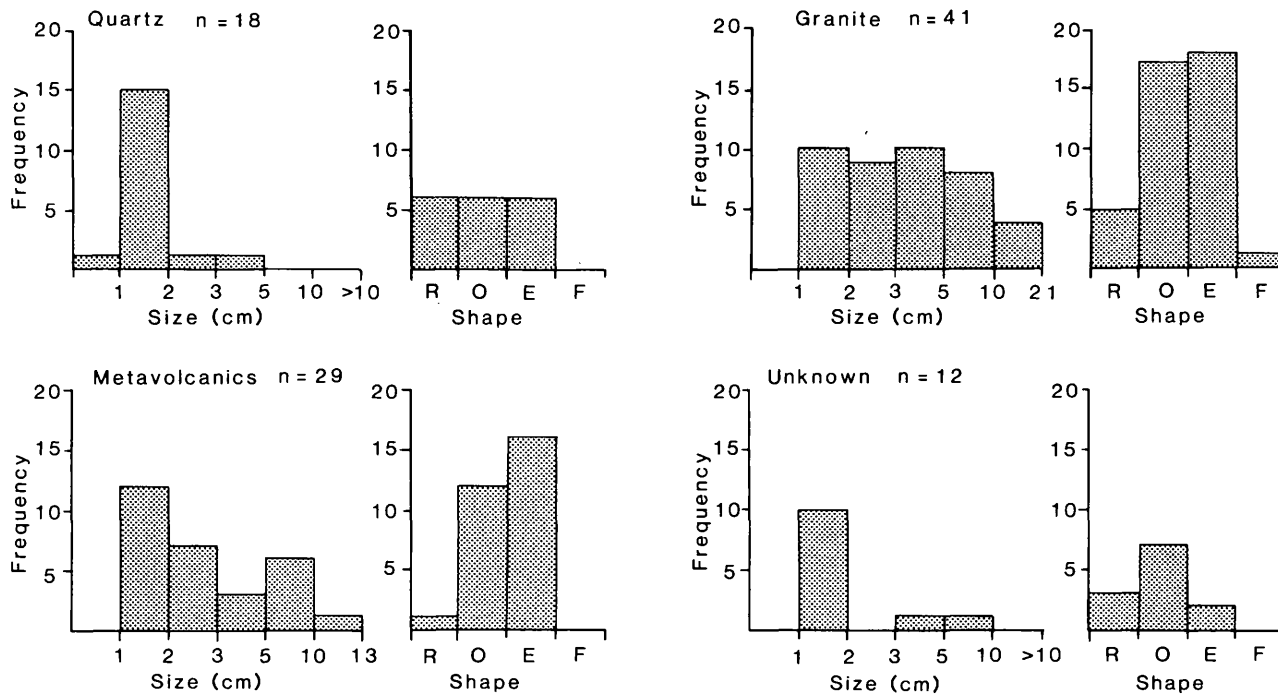 Quartz n = 18
20
15
10
5
Frequency
1 2 3 5 10 >10
Size (cm)
20
15
10
5
R O E F
Shape
Granite n = 41
20
15
10
5
Frequency
1 2 3 5 10 21
Size (cm)
20
15
10
5
R O E F
Shape
Metavolcanics n = 29
20
15
10
5
Frequency
1 2 3 5 10 13
Size (cm)
20
15
10
5
R O E F
Shape
Unknown n = 12
20
15
10
5
Frequency
1 2 3 5 10 >10
Size (cm)
20
15
10
5
R O E F
Shape